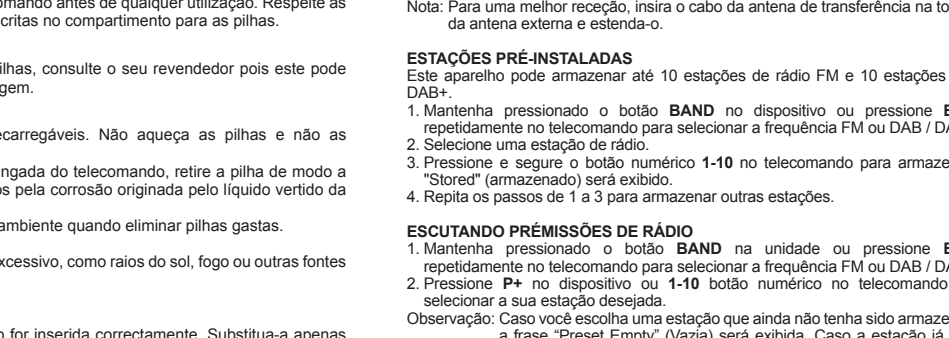 omando antes de qualquer utilização. Respeite as
critas no compartimento para as pilhas.
ilhas, consulte o seu revendedor pois este pode
gem.
ecarregáveis. Não aqueça as pilhas e não as
ngada do telecomando, retire a pilha de modo a
s pela corrosão originada pelo líquido vertido da
ambiente quando eliminar pilhas gastas.
xcessivo, como raios do sol, fogo ou outras fontes
o for inserida correctamente. Substitua-a apenas
Nota: Para uma melhor receção, insira o cabo da antena de transferência na to
da antena externa e estenda-o.
ESTAÇÕES PRÉ-INSTALADAS
Este aparelho pode armazenar até 10 estações de rádio FM e 10 estações
DAB+.
1. Mantenha pressionado o botão BAND no dispositivo ou pressione B
repetidamente no telecomando para selecionar a frequência FM ou DAB / DA
2. Selecione uma estação de rádio.
3. Pressione e segure o botão numérico 1-10 no telecomando para armaze
"Stored" (armazenado) será exibido.
4. Repita os passos de 1 a 3 para armazenar outras estações.
ESCUTANDO PRÉMISSÕES DE RÁDIO
1. Mantenha pressionado o botão BAND na unidade ou pressione B
repetidamente no telecomando para selecionar a frequência FM ou DAB / DA
2. Pressione P+ no dispositivo ou 1-10 botão numérico no telecomando
selecionar a sua estação desejada.
Observação: Caso você escolha uma estação que ainda não tenha sido armaze
a frase “Preset Empty” (Vazia) será exibida. Caso a estação já